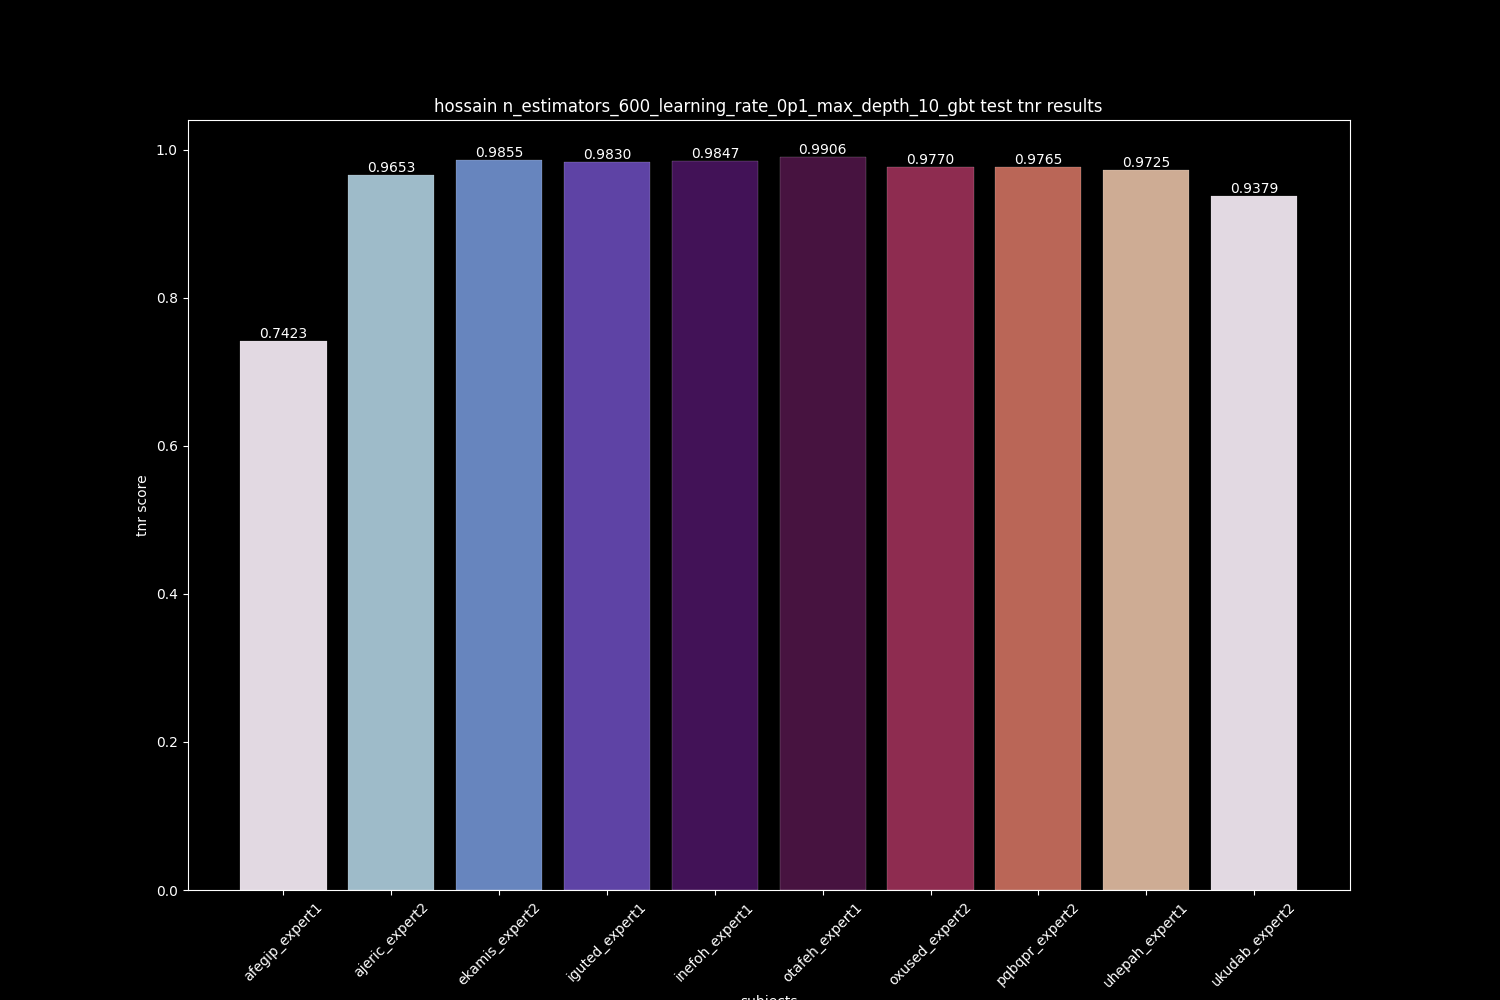 hossain n_estimators_600_learning_rate_0p1_max_depth_10_gbt test tnr results
1.0
0.8
0.6
0.4
0.2
0.0
tnr score
0.7423
0.9653
0.9855
0.9830
0.9847
0.9906
0.9770
0.9765
0.9725
0.9379
afegip_expert1
ajeric_expert2
ekamis_expert2
iguted_expert1
inefoh_expert1
otafeh_expert1
oxused_expert2
pqbqpr_expert2
uhepah_expert1
ukudab_expert2
subjects